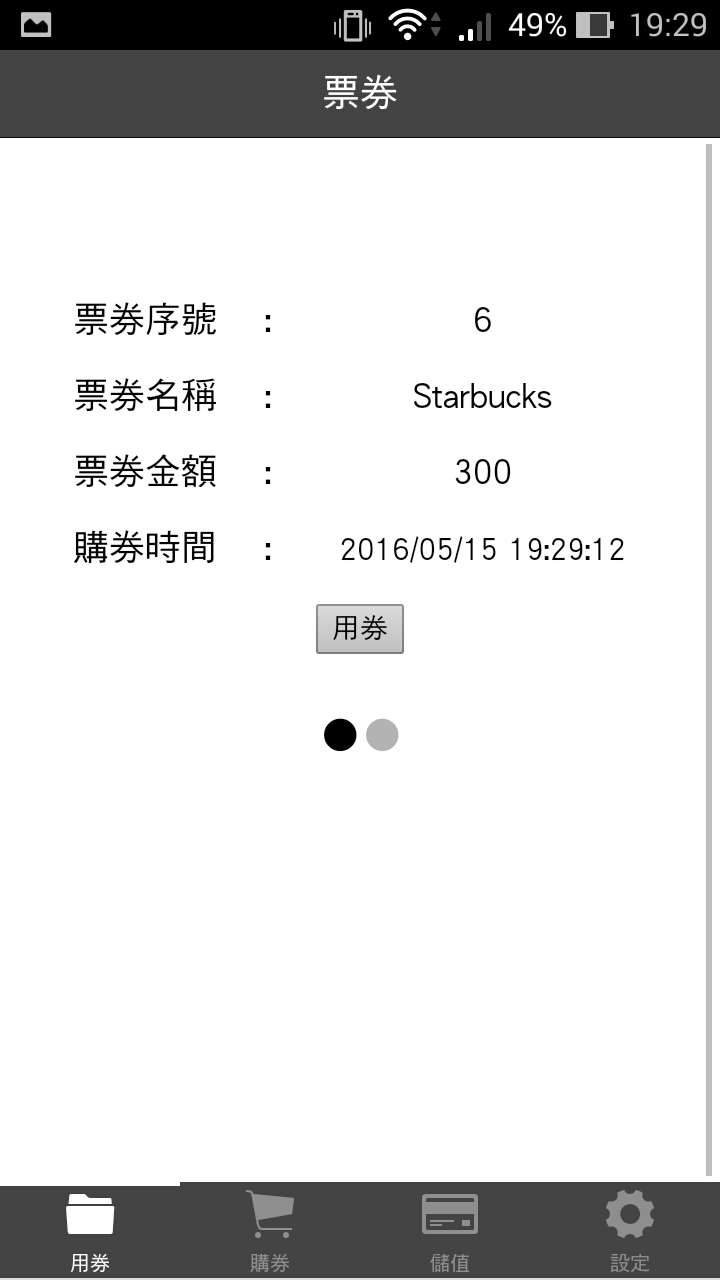 49% 19:29
票券
票券序號 : 6
票券名稱 : Starbucks
票券金額 : 300
購券時間 : 2016/05/15 19:29:12
用券
用券 購券 儲值 設定